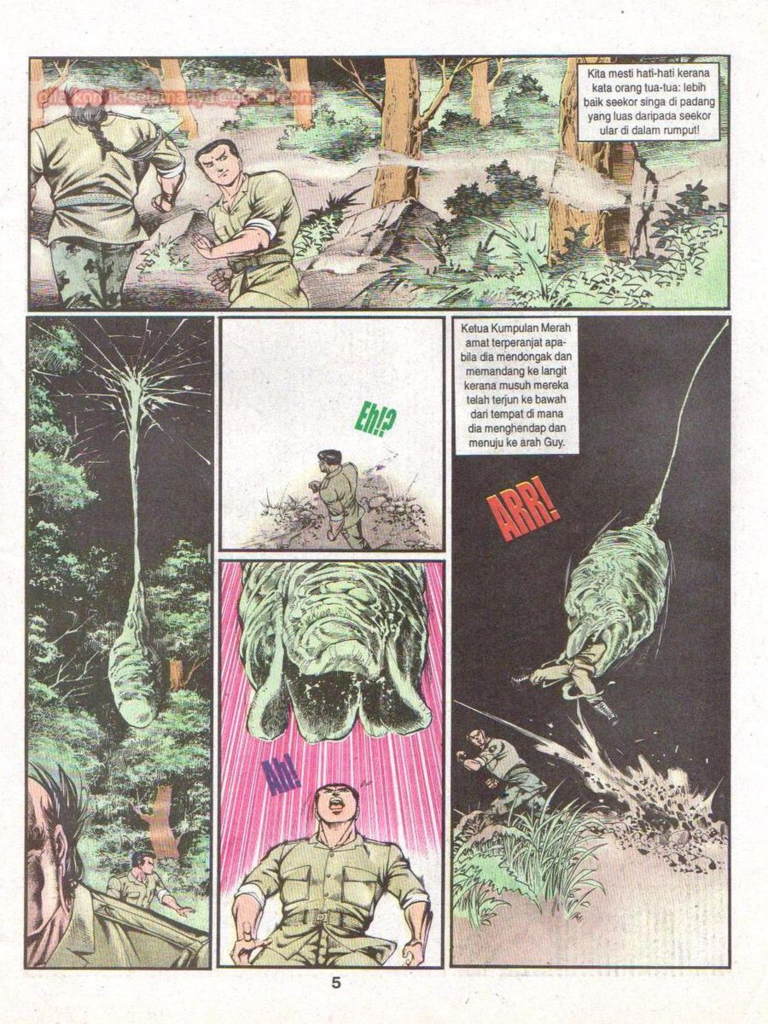 Kita mesti hati-hati kerana
kata orang tua-tua: lebih
baik seekor singa di padang
yang luas daripada seekor
ular di dalam rumput!
Eh!?
Ah!
Ketua Kumpulan Merah
amat terperanjat apa-
bila dia mendongak dan
memandang ke langit
kerana musuh mereka
telah terjun ke bawah
dari tempat di mana
dia menghendap dan
menuju ke arah Guy.
ARR!
5